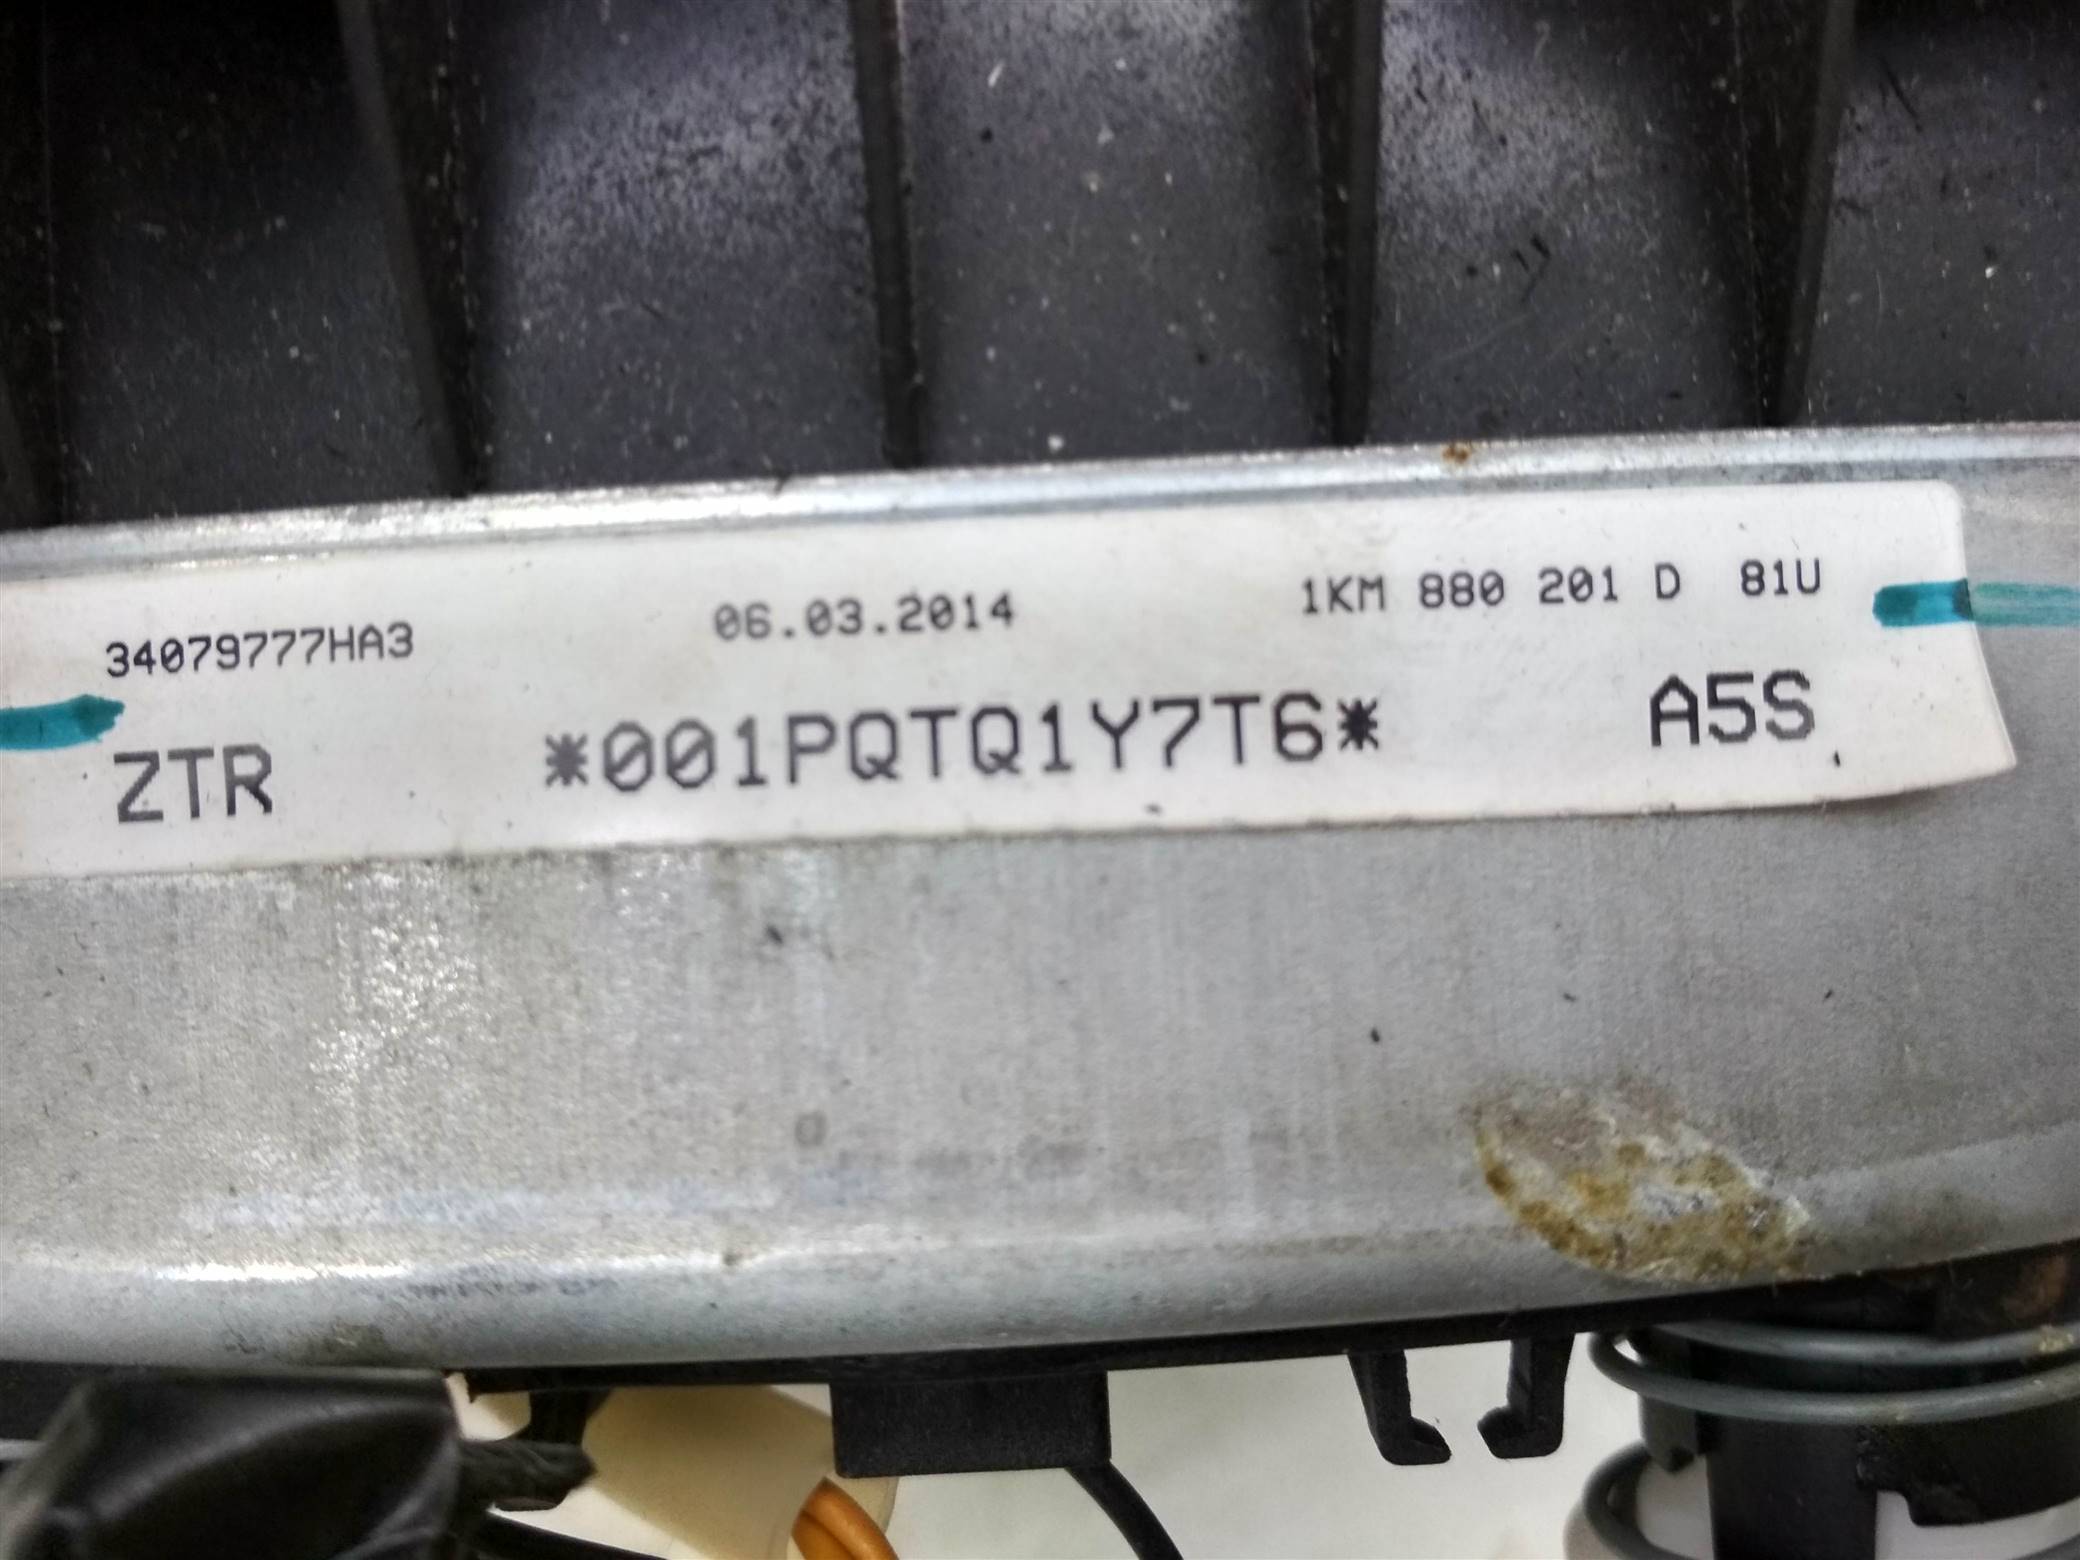 34079777HA3 06.03.2014 1KM 880 201 D 81U
ZTR *001PQTQ1Y7T6* A5S